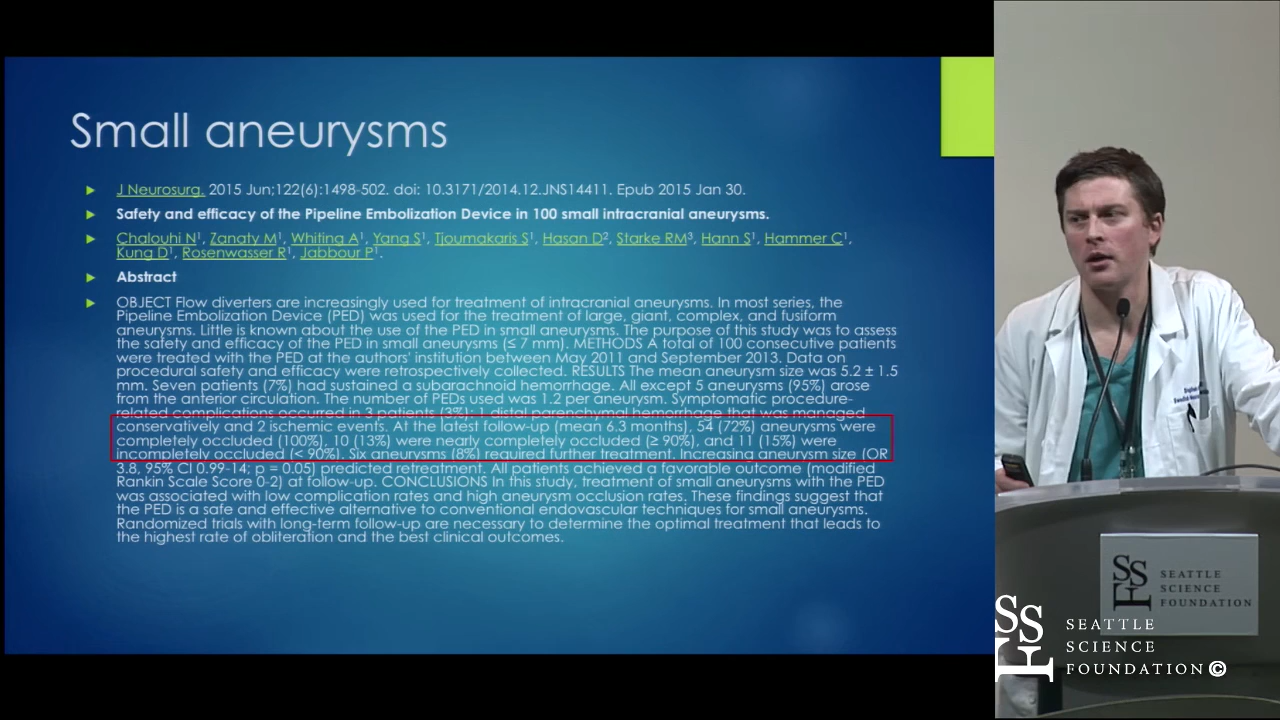 Small aneurysms
J Neurosurg. 2015 Jun;122(6):1498-502. doi: 10.3171/2014.12.JNS14411. Epub 2015 Jan 30.
Safety and efficacy of the Pipeline Embolization Device in 100 small intracranial aneurysms.
Chalouhi N1, Zanaty M1, Whiting A1, Yang S1, Tjoumakaris S1, Hasan D2, Starke RM3, Hann S1, Hammer C1,
Kung D1, Rosenwasser R1, Jabbour P1.
Abstract
OBJECT Flow diverters are increasingly used for treatment of intracranial aneurysms. In most series, the
Pipeline Embolization Device (PED) was used for the treatment of large, giant, complex, and fusiform
aneurysms. Little is known about the use of the PED in small aneurysms. The purpose of this study was to assess
the safety and efficacy of the PED in small aneurysms (≤ 7 mm). METHODS A total of 100 consecutive patients
were treated with the PED at the authors' institution between May 2011 and September 2013. Data on
procedural safety and efficacy were retrospectively collected. RESULTS The mean aneurysm size was 5.2 ± 1.5
mm. Seven patients (7%) had sustained a subarachnoid hemorrhage. All except 5 aneurysms (95%) arose
from the anterior circulation. The number of PEDs used was 1.2 per aneurysm. Symptomatic procedure-
related complications occurred in 3 patients (3%): 1 distal parenchymal hemorrhage that was managed
conservatively and 2 ischemic events. At the latest follow-up (mean 6.3 months), 54 (72%) aneurysms were
completely occluded (100%), 10 (13%) were nearly completely occluded (≥ 90%), and 11 (15%) were
incompletely occluded (< 90%). Six aneurysms (8%) required further treatment. Increasing aneurysm size (OR
3.8, 95% CI 0.99-14; p = 0.05) predicted retreatment. All patients achieved a favorable outcome (modified
Rankin Scale Score 0-2) at follow-up. CONCLUSIONS In this study, treatment of small aneurysms with the PED
was associated with low complication rates and high aneurysm occlusion rates. These findings suggest that
the PED is a safe and effective alternative to conventional endovascular techniques for small aneurysms.
Randomized trials with long-term follow-up are necessary to determine the optimal treatment that leads to
the highest rate of obliteration and the best clinical outcomes.
SEATTLE
SCIENCE
FOUNDATION
SEATTLE
SCIENCE
FOUNDATION©